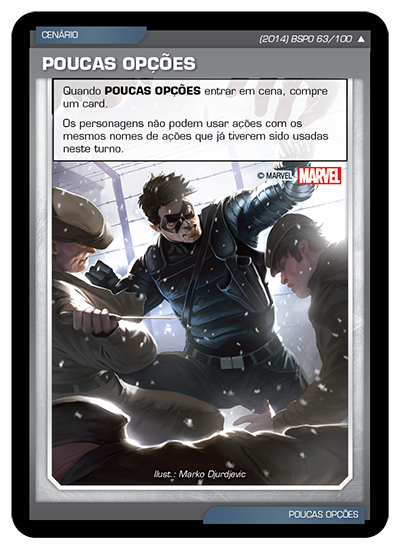 CENÁRIO
(2014) BSPO 63/100 ▲
POUCAS OPÇÕES
Quando POUCAS OPÇÕES entrar em cena, compre
um card.
Os personagens não podem usar ações com os
mesmos nomes de ações que já tiverem sido usadas
neste turno.
© MARVEL MARVEL
Ilust.: Marko Djurdjevic
POUCAS OPÇÕES